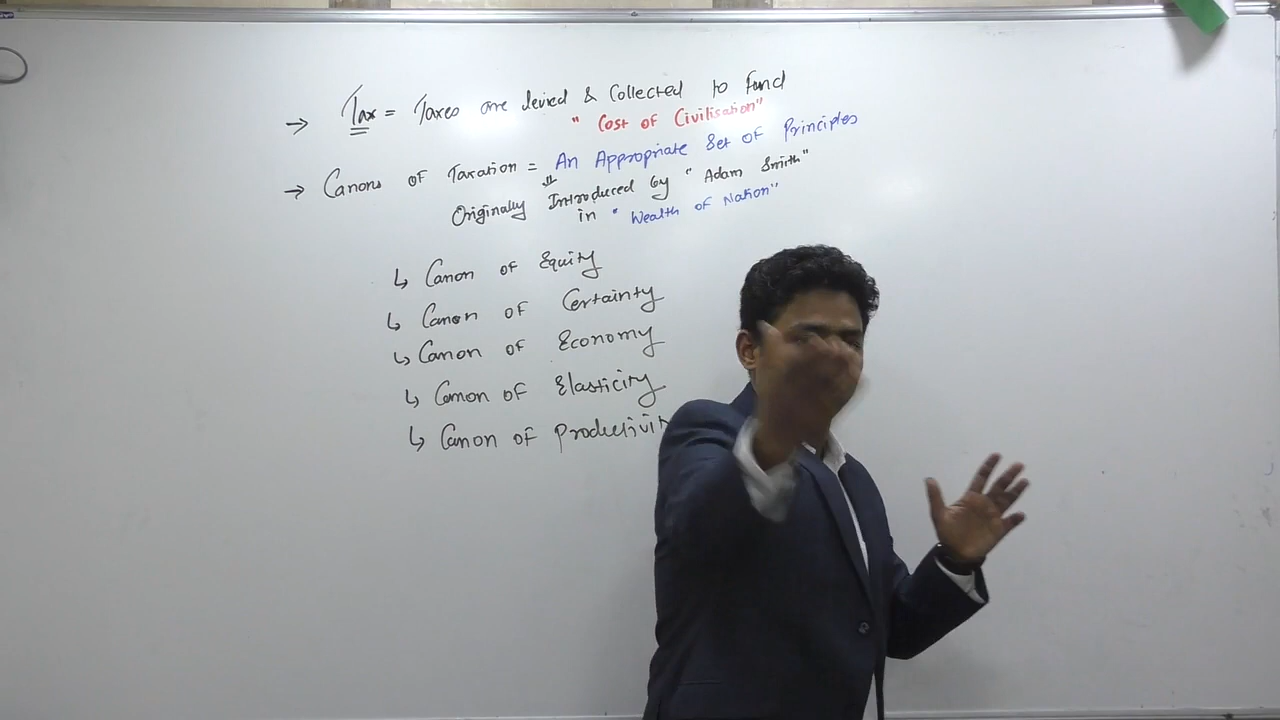 → Tax = Taxes are levied & Collected to Fund
" Cost of Civilisation"
→ Canons of Taxation = An Appropriate Set of Principles
Originally Introduced by " Adam Smith"
in " Wealth of Nation"
↳ Canon of Equity
↳ Canon of Certainty
↳ Canon of Economy
↳ Canon of Elasticity
↳ Canon of Productivit